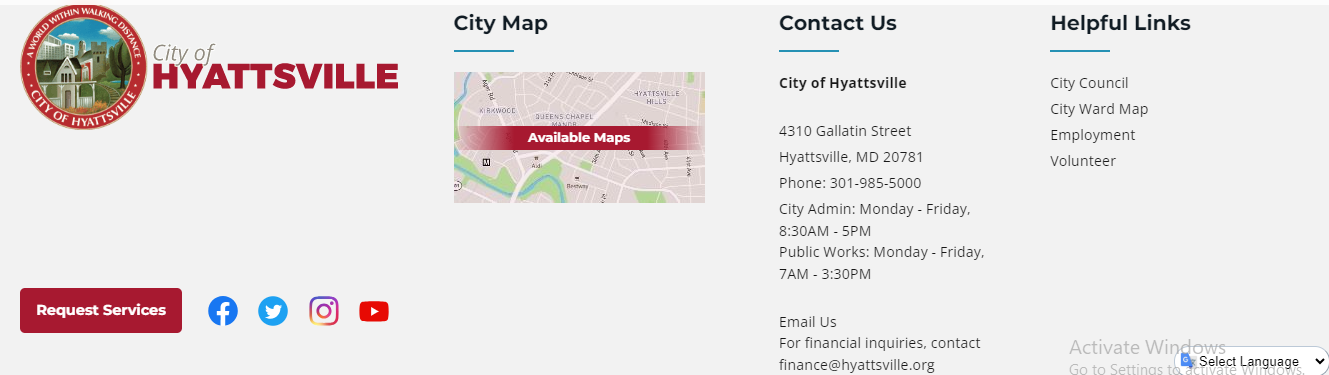 A WORLD WITHIN WALKING DISTANCE
CITY OF HYATTSVILLE
City of
HYATTSVILLE
Request Services
City Map
HYATTSVILLE
HILLS
KIRKWOOD
QUEENS CHAPEL
MANOR
Available Maps
Aldi
Bestway
Contact Us
City of Hyattsville
4310 Gallatin Street
Hyattsville, MD 20781
Phone: 301-985-5000
City Admin: Monday - Friday,
8:30AM - 5PM
Public Works: Monday - Friday,
7AM - 3:30PM
Email Us
For financial inquiries, contact
finance@hyattsville.org
Helpful Links
City Council
City Ward Map
Employment
Volunteer
Activate Windows
Select Language
Go to Settings to activate Windows.